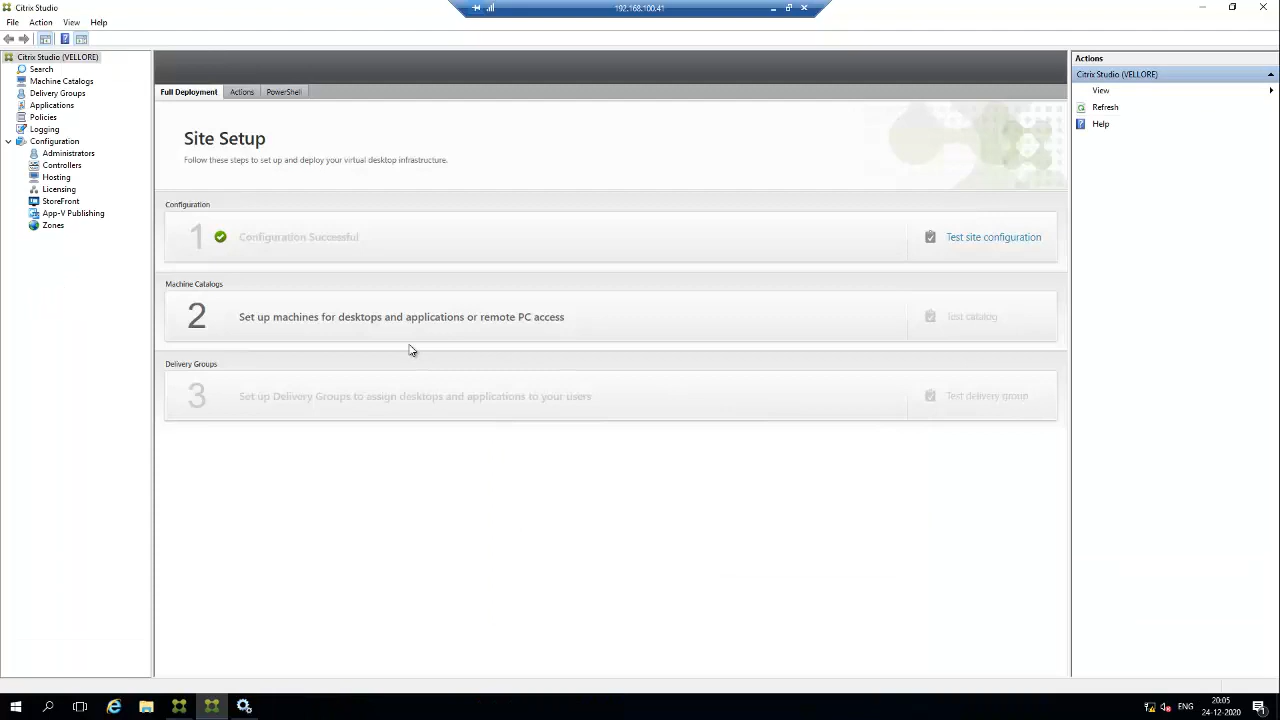 Citrix Studio
192.168.100.41
File Action View Help
Citrix Studio (VELLORE)
Search
Machine Catalogs
Delivery Groups
Applications
Policies
Logging
Configuration
Administrators
Controllers
Hosting
Licensing
StoreFront
App-V Publishing
Zones
Full Deployment Actions PowerShell
Site Setup
Follow these steps to set up and deploy your virtual desktop infrastructure.
Configuration
1 Configuration Successful Test site configuration
Machine Catalogs
2 Set up machines for desktops and applications or remote PC access Test catalog
Delivery Groups
3 Set up Delivery Groups to assign desktops and applications to your users Test delivery group
Actions
Citrix Studio (VELLORE)
View
Refresh
Help
ENG
20:05
24-12-2020